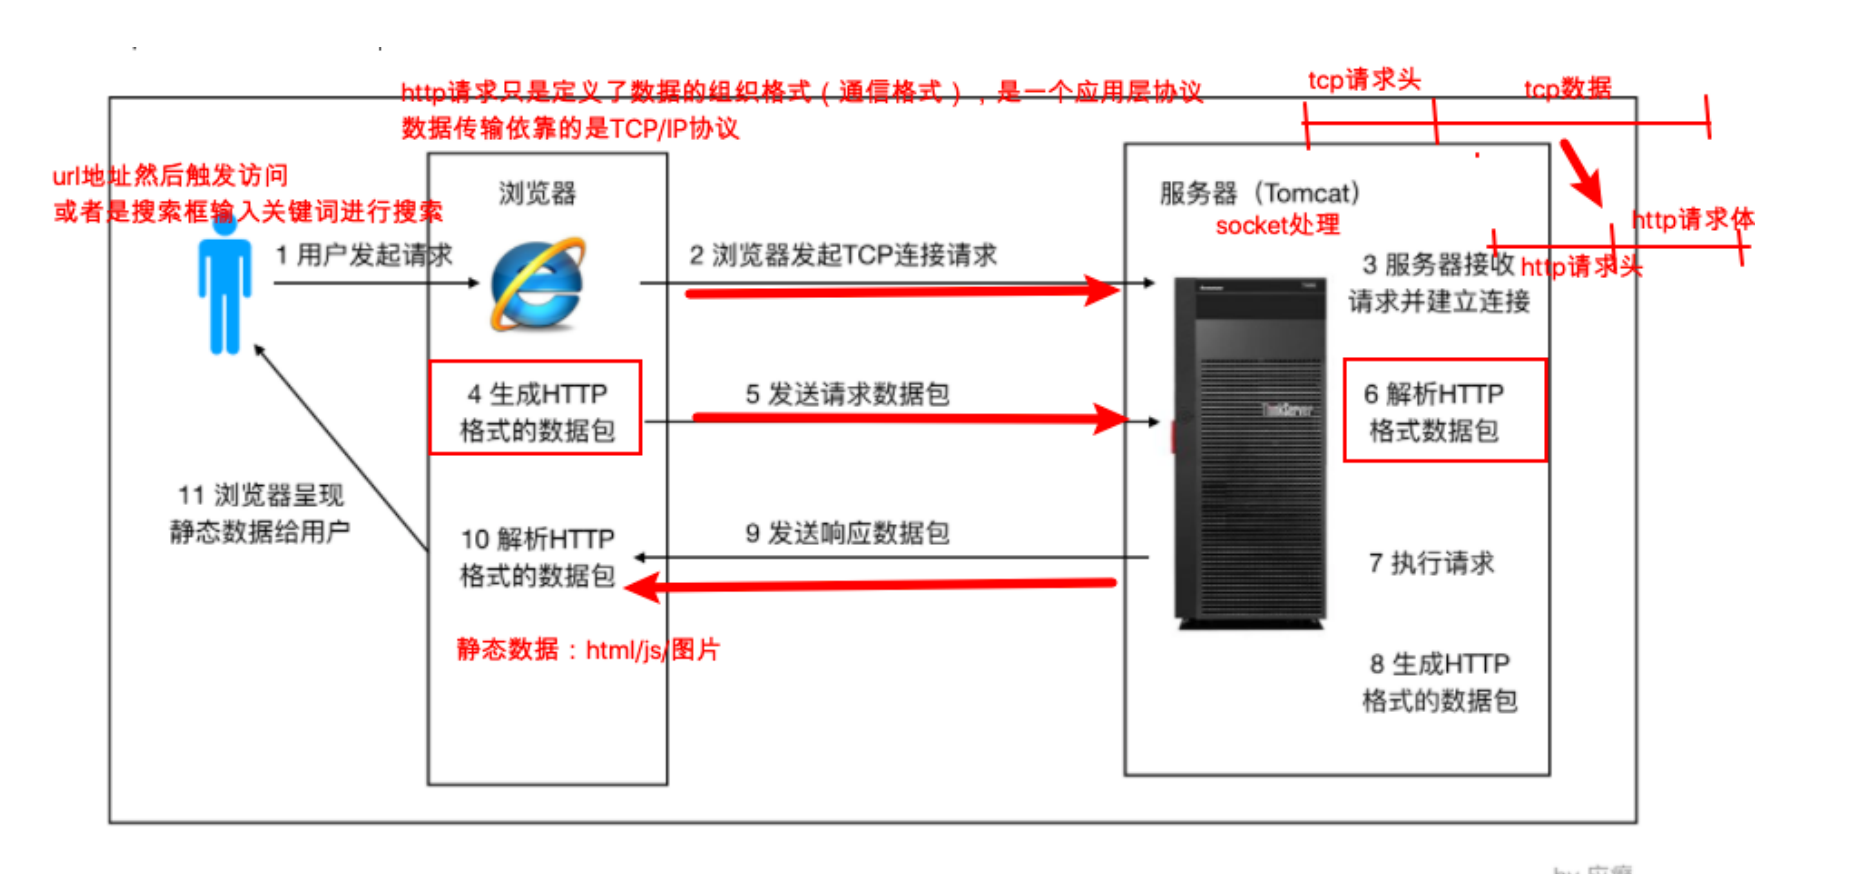 http请求只是定义了数据的组织格式（通信格式），是一个应用层协议
数据传输依靠的是TCP/IP协议
tcp请求头
tcp数据
url地址然后触发访问
或者是搜索框输入关键词进行搜索
浏览器
服务器（Tomcat）
socket处理
http请求体
http请求头
1 用户发起请求
2 浏览器发起TCP连接请求
3 服务器接收
请求并建立连接
4 生成HTTP
格式的数据包
5 发送请求数据包
6 解析HTTP
格式数据包
ThinkServer
7 执行请求
8 生成HTTP
格式的数据包
9 发送响应数据包
10 解析HTTP
格式的数据包
11 浏览器呈现
静态数据给用户
静态数据：html/js/图片